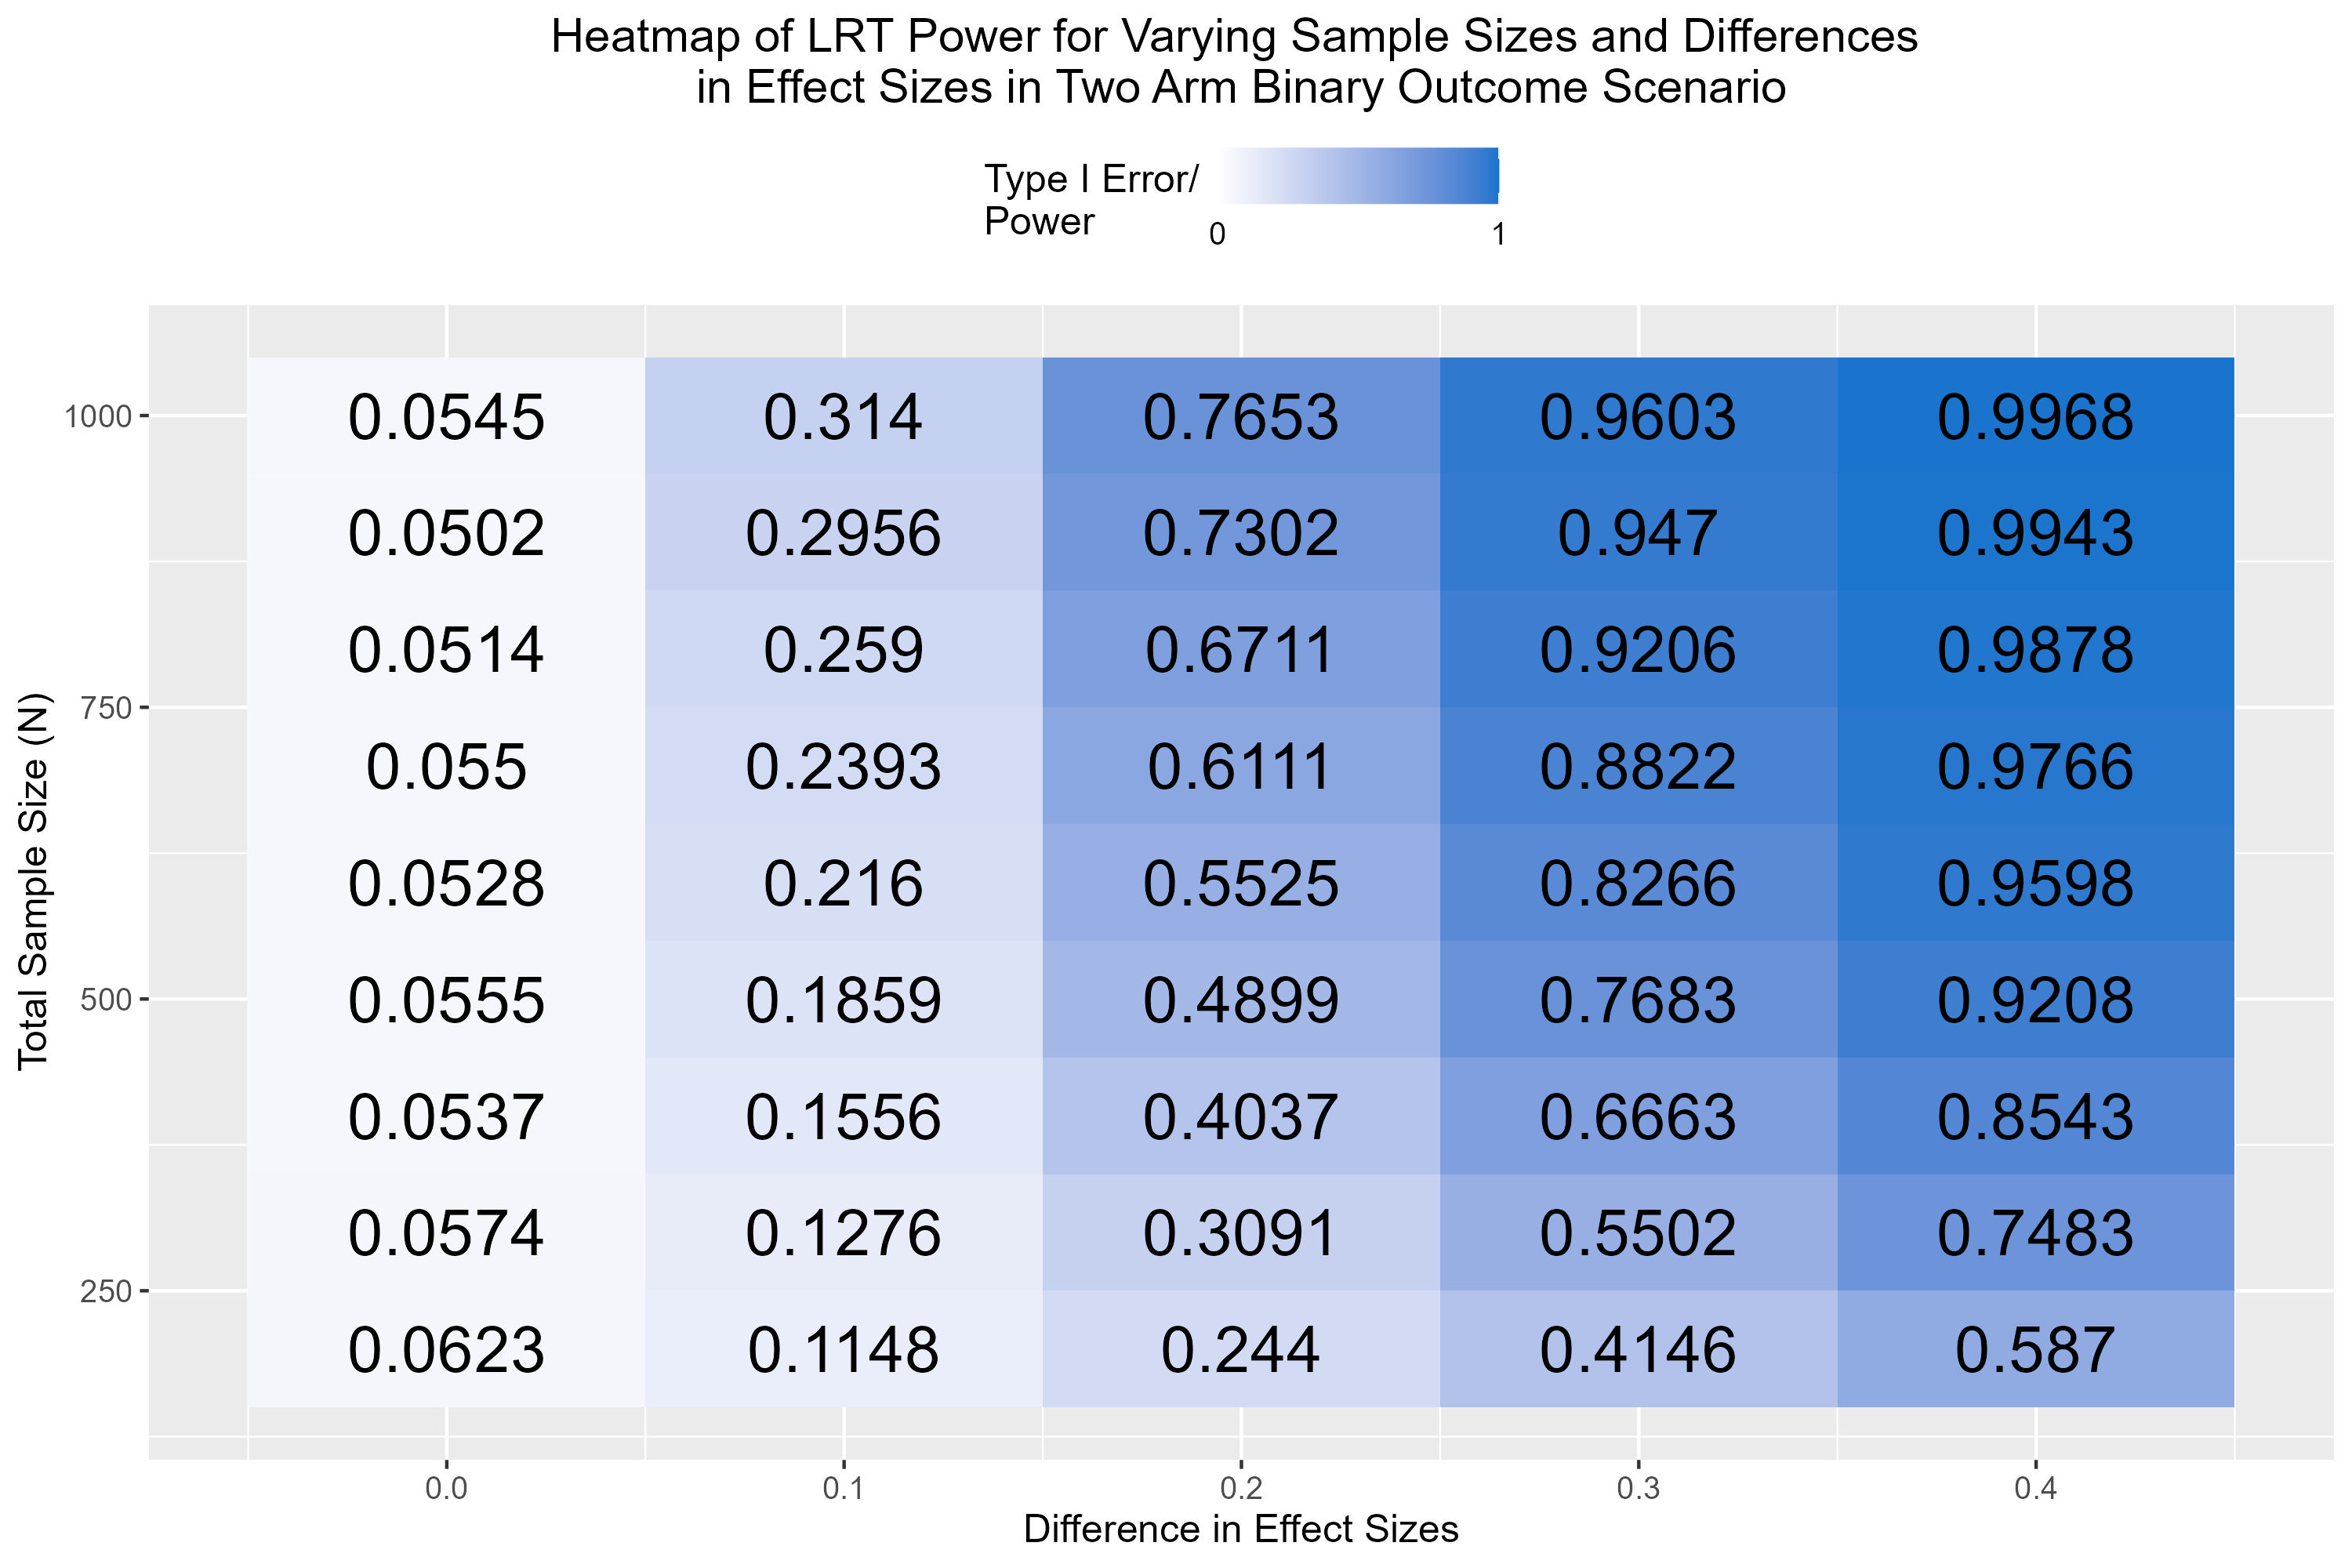 Heatmap of LRT Power for Varying Sample Sizes and Differences
in Effect Sizes in Two Arm Binary Outcome Scenario
Type I Error/
Power
0 1
1000
750
500
250
Total Sample Size (N)
0.0545 0.314 0.7653 0.9603 0.9968
0.0502 0.2956 0.7302 0.947 0.9943
0.0514 0.259 0.6711 0.9206 0.9878
0.055 0.2393 0.6111 0.8822 0.9766
0.0528 0.216 0.5525 0.8266 0.9598
0.0555 0.1859 0.4899 0.7683 0.9208
0.0537 0.1556 0.4037 0.6663 0.8543
0.0574 0.1276 0.3091 0.5502 0.7483
0.0623 0.1148 0.244 0.4146 0.587
0.0 0.1 0.2 0.3 0.4
Difference in Effect Sizes